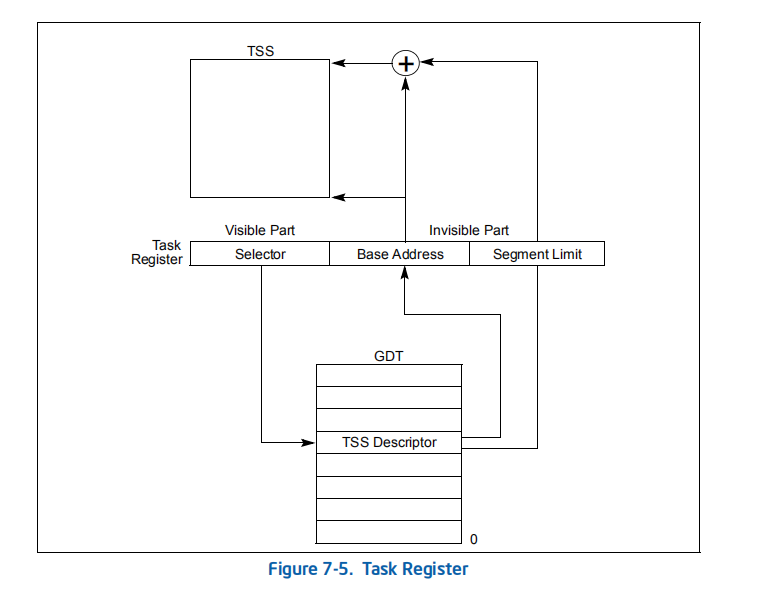 TSS
+
Visible Part
Invisible Part
Task
Register
Selector
Base Address
Segment Limit
GDT
TSS Descriptor
0
Figure 7-5. Task Register